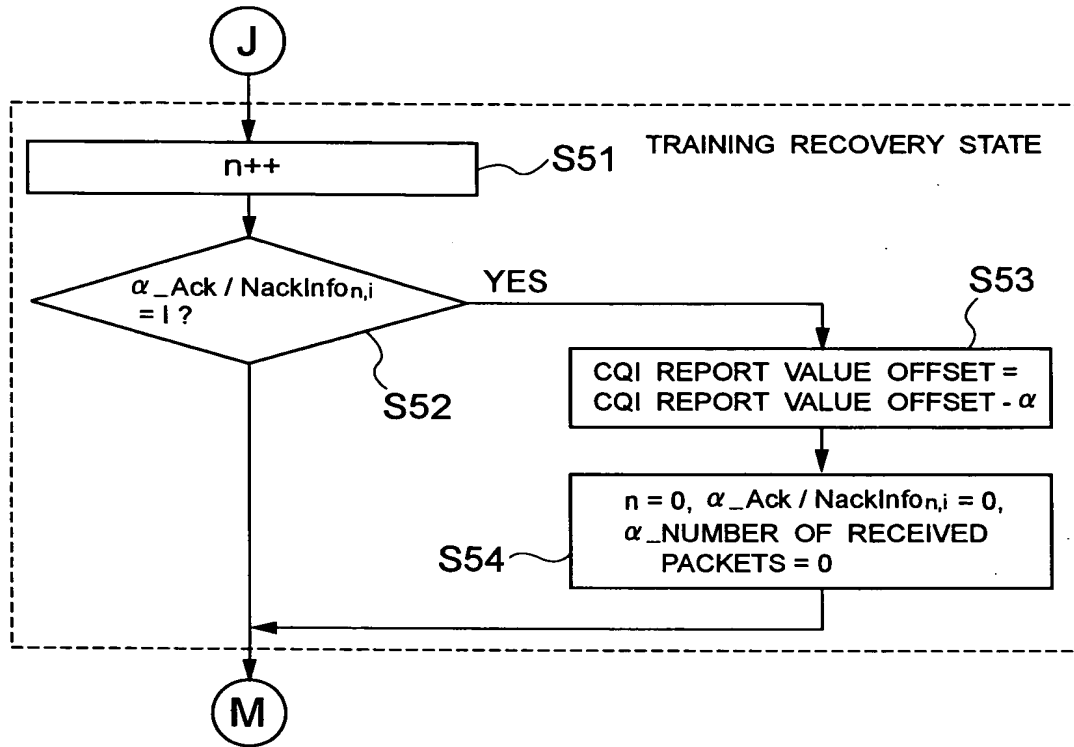 J
TRAINING RECOVERY STATE
n++
S51
α_Ack / NackInfon,i
= I ?
YES
S52
S53
CQI REPORT VALUE OFFSET =
CQI REPORT VALUE OFFSET - α
n = 0, α_Ack / NackInfon,i = 0,
α_NUMBER OF RECEIVED
PACKETS = 0
S54
M